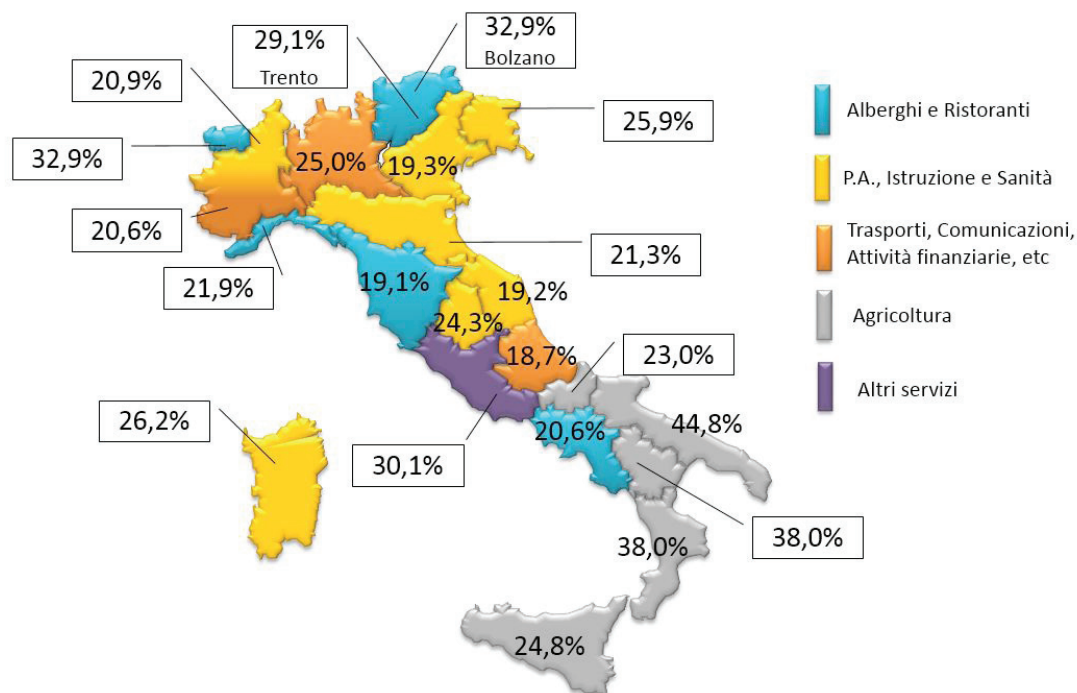 32,9%
Bolzano
29,1%
Trento
20,9%
25,9%
32,9%
25,0%
19,3%
20,6%
21,3%
21,9%
19,1%
19,2%
24,3%
18,7%
23,0%
26,2%
20,6%
44,8%
30,1%
38,0%
38,0%
24,8%
Alberghi e Ristoranti
P.A., Istruzione e Sanità
Trasporti, Comunicazioni,
Attività finanziarie, etc
Agricoltura
Altri servizi